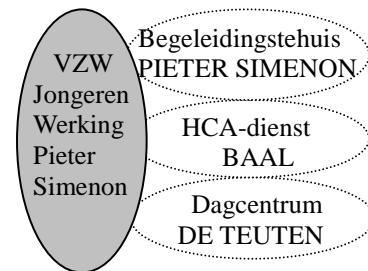 VZW
Jongeren
Werking
Pieter
Simenon
Begeleidingstehuis
PIETER SIMENON
HCA-dienst
BAAL
Dagcentrum
DE TEUTEN